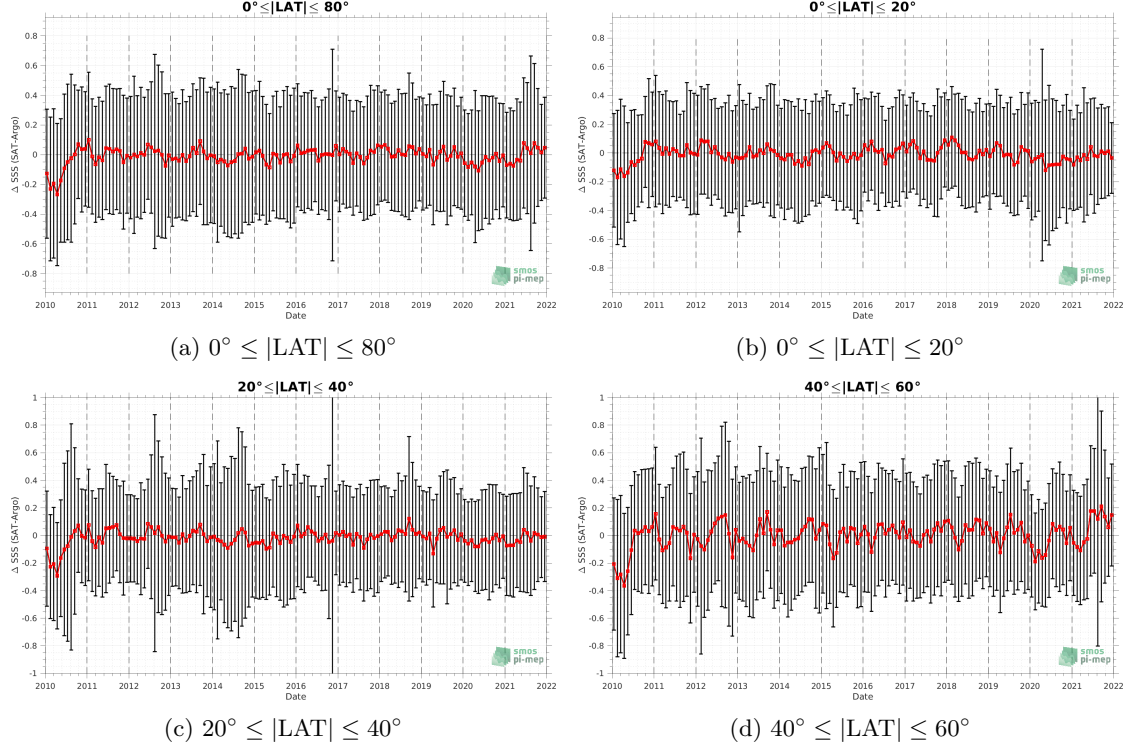 0°≤|LAT|≤ 80°
Δ SSS (SAT-Argo)
0.8
0.6
0.4
0.2
0
-0.2
-0.4
-0.6
-0.8
2010 2011 2012 2013 2014 2015 2016 2017 2018 2019 2020 2021 2022
Date
smos
pi-mep
(a) 0° ≤ |LAT| ≤ 80°
0°≤|LAT|≤ 20°
Δ SSS (SAT-Argo)
0.8
0.6
0.4
0.2
0
-0.2
-0.4
-0.6
-0.8
2010 2011 2012 2013 2014 2015 2016 2017 2018 2019 2020 2021 2022
Date
smos
pi-mep
(b) 0° ≤ |LAT| ≤ 20°
20°≤|LAT|≤ 40°
Δ SSS (SAT-Argo)
1
0.8
0.6
0.4
0.2
0
-0.2
-0.4
-0.6
-0.8
-1
2010 2011 2012 2013 2014 2015 2016 2017 2018 2019 2020 2021 2022
Date
smos
pi-mep
(c) 20° ≤ |LAT| ≤ 40°
40°≤|LAT|≤ 60°
Δ SSS (SAT-Argo)
1
0.8
0.6
0.4
0.2
0
-0.2
-0.4
-0.6
-0.8
-1
2010 2011 2012 2013 2014 2015 2016 2017 2018 2019 2020 2021 2022
Date
smos
pi-mep
(d) 40° ≤ |LAT| ≤ 60°